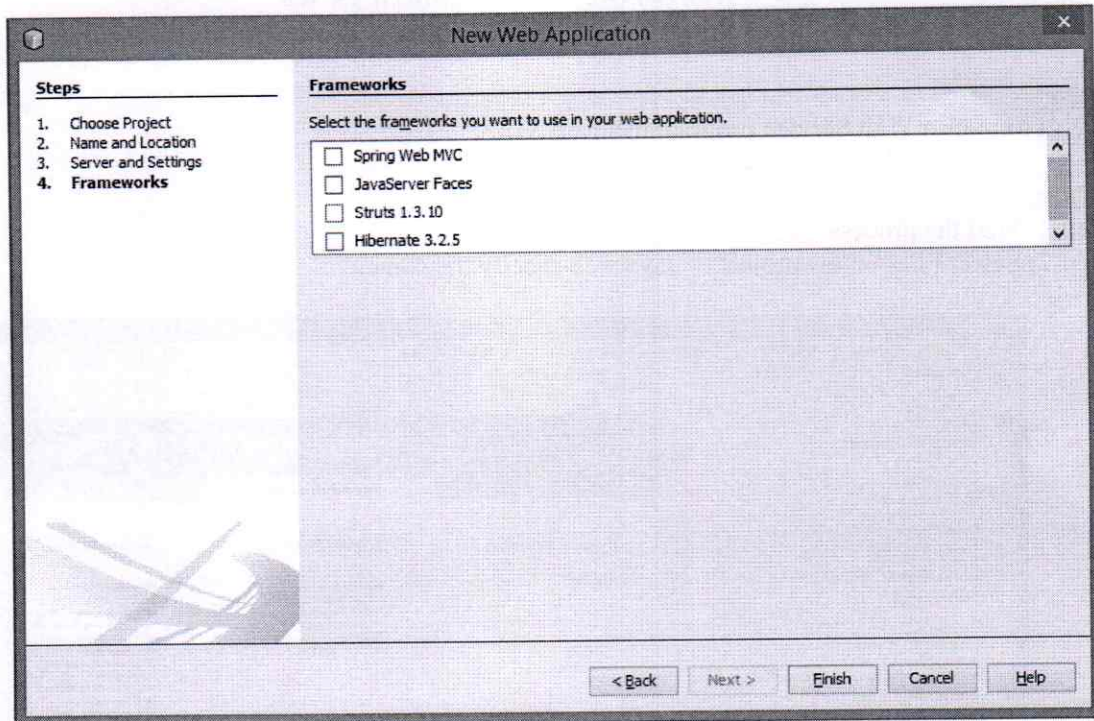 New Web Application
Steps
1. Choose Project
2. Name and Location
3. Server and Settings
4. Frameworks
Frameworks
Select the frameworks you want to use in your web application.
Spring Web MVC
JavaServer Faces
Struts 1.3.10
Hibernate 3.2.5
< Back
Next >
Finish
Cancel
Help